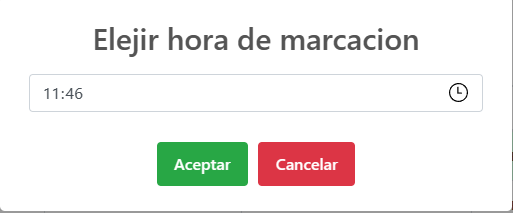 Elejir hora de marcacion
11:46
Aceptar
Cancelar